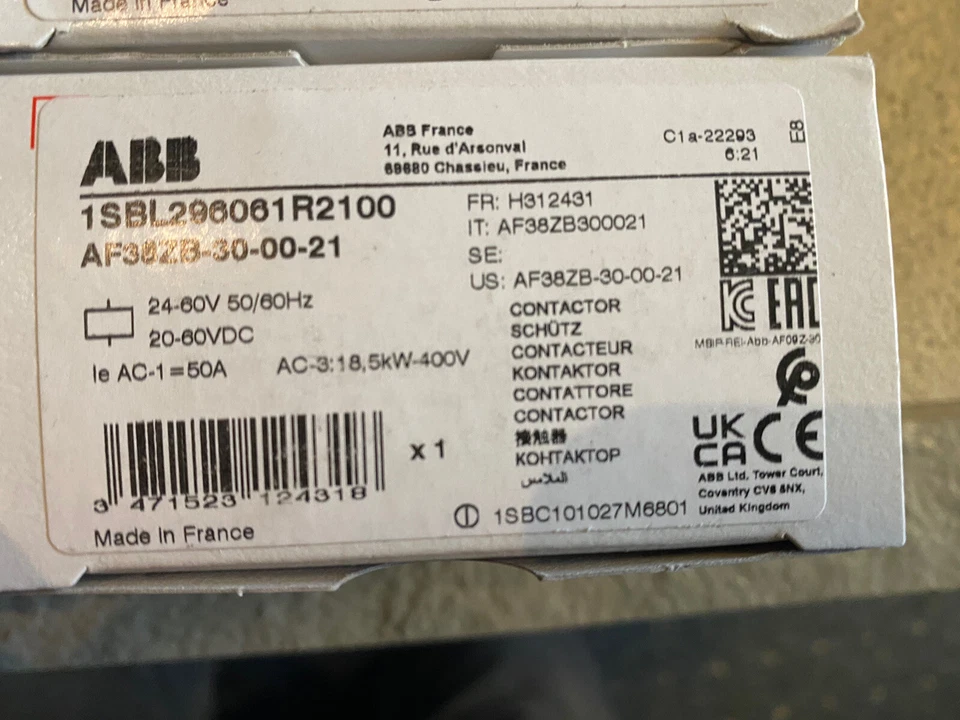 Made in France
ABB
ABB France
11, Rue d'Arsonval
69680 Chassieu, France
C1a-22293
6:21
E8
1SBL296061R2100
AF38ZB-30-00-21
FR: H312431
IT: AF38ZB300021
SE:
US: AF38ZB-30-00-21
24-60V 50/60Hz
20-60VDC
Ie AC-1=50A
AC-3:18,5kW-400V
CONTACTOR
SCHÜTZ
CONTACTEUR
KONTAKTOR
CONTATTORE
CONTACTOR
接触器
КОНТАКТОР
الملامس
EAC
UK
CA
CE
ABB Ltd, Tower Court,
Coventry CV6 5NX,
United Kingdom
x 1
3 471523 124318
1SBC101027M6801
Made in France